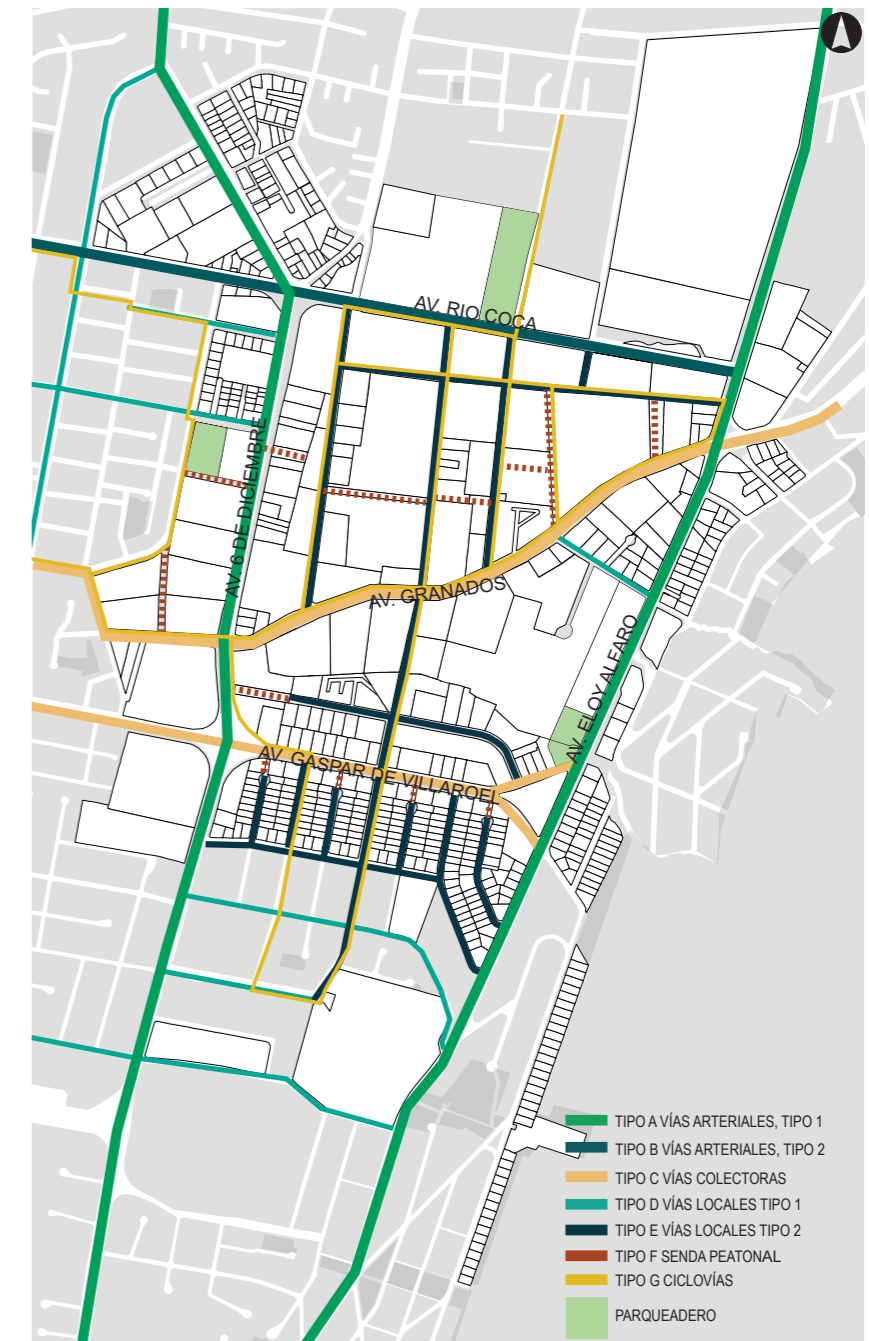 AV. RIO COCA
AV. 6 DE DICIEMBRE
AV. GRANADOS
AV. ELOY ALFARO
AV. GASPAR DE VILLAROEL
TIPO A VÍAS ARTERIALES, TIPO 1
TIPO B VÍAS ARTERIALES, TIPO 2
TIPO C VÍAS COLECTORAS
TIPO D VÍAS LOCALES TIPO 1
TIPO E VÍAS LOCALES TIPO 2
TIPO F SENDA PEATONAL
TIPO G CICLOVÍAS
PARQUEADERO